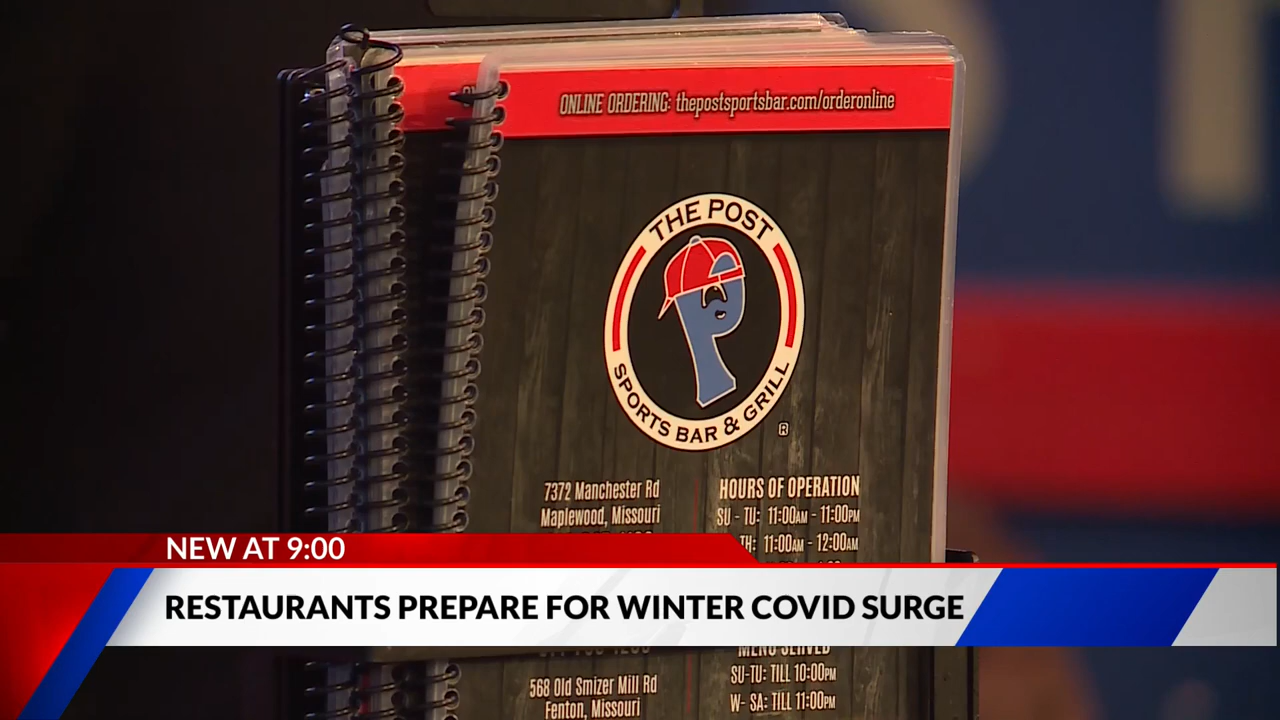 ONLINE ORDERING: thepostsportsbar.com/orderonline
THE POST
SPORTS BAR & GRILL
®
7372 Manchester Rd
Maplewood, Missouri
HOURS OF OPERATION
SU - TU: 11:00AM - 11:00PM
TH: 11:00AM - 12:00AM
NEW AT 9:00
RESTAURANTS PREPARE FOR WINTER COVID SURGE
568 Old Smizer Mill Rd
Fenton, Missouri
MENU SERVED
SU-TU: TILL 10:00PM
W- SA: TILL 11:00PM